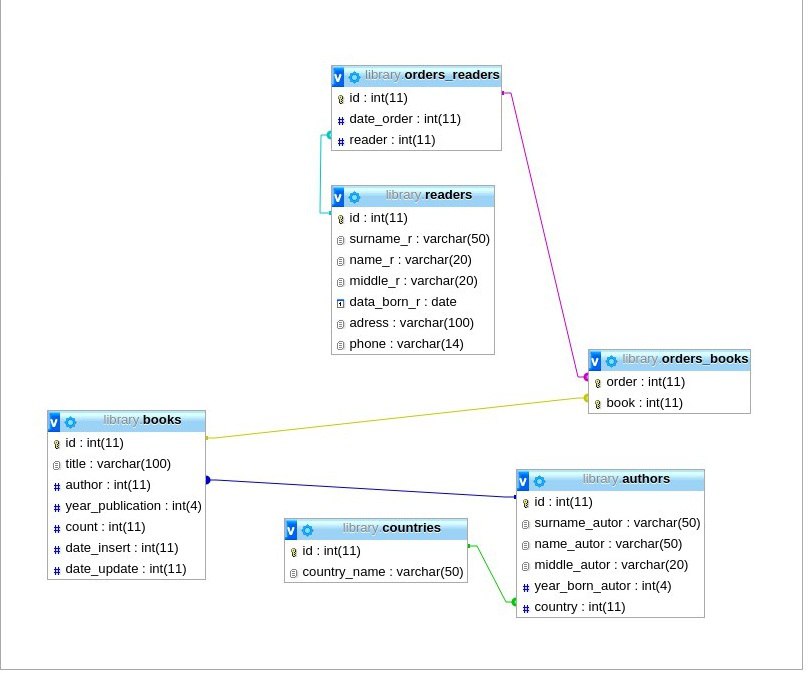 library.orders_readers
id : int(11)
date_order : int(11)
reader : int(11)
library.readers
id : int(11)
surname_r : varchar(50)
name_r : varchar(20)
middle_r : varchar(20)
data_born_r : date
adress : varchar(100)
phone : varchar(14)
library.orders_books
order : int(11)
book : int(11)
library.books
id : int(11)
title : varchar(100)
author : int(11)
year_publication : int(4)
count : int(11)
date_insert : int(11)
date_update : int(11)
library.countries
id : int(11)
country_name : varchar(50)
library.authors
id : int(11)
surname_autor : varchar(50)
name_autor : varchar(50)
middle_autor : varchar(20)
year_born_autor : int(4)
country : int(11)